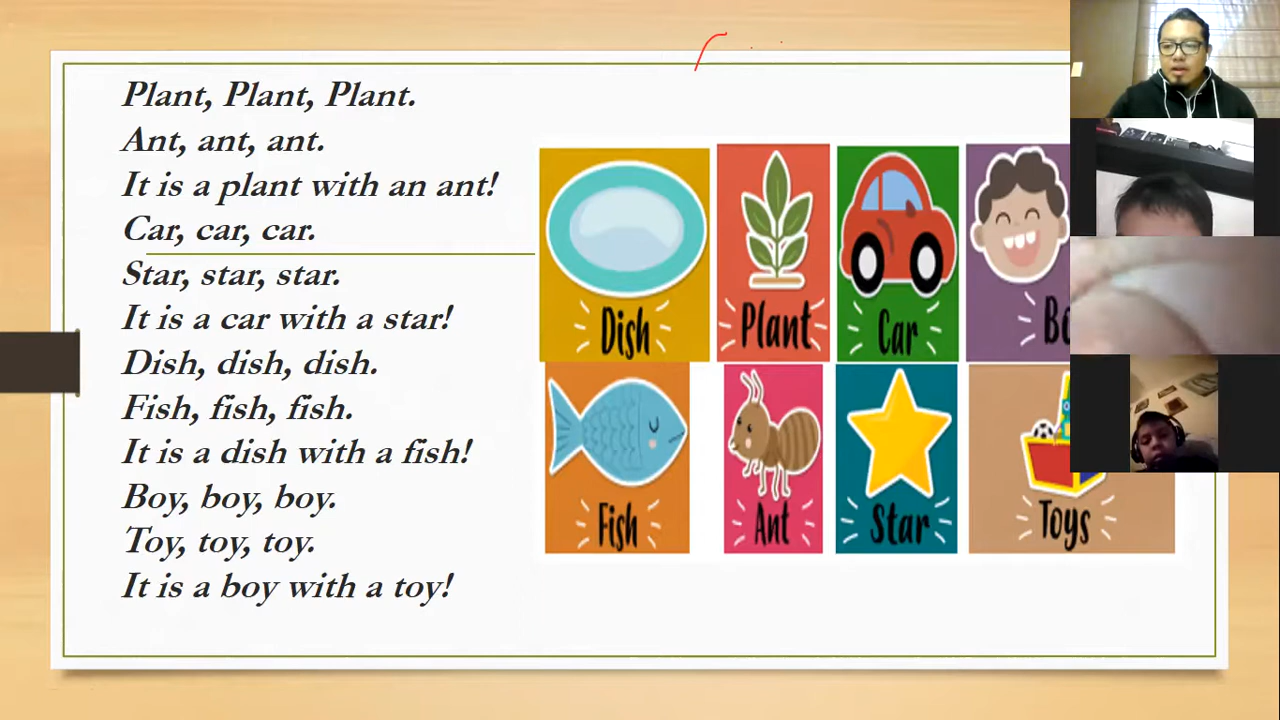 Plant, Plant, Plant.
Ant, ant, ant.
It is a plant with an ant!
Car, car, car.
Star, star, star.
It is a car with a star!
Dish, dish, dish.
Fish, fish, fish.
It is a dish with a fish!
Boy, boy, boy.
Toy, toy, toy.
It is a boy with a toy!
Dish
Plant
Car
Fish
Ant
Star
Toys